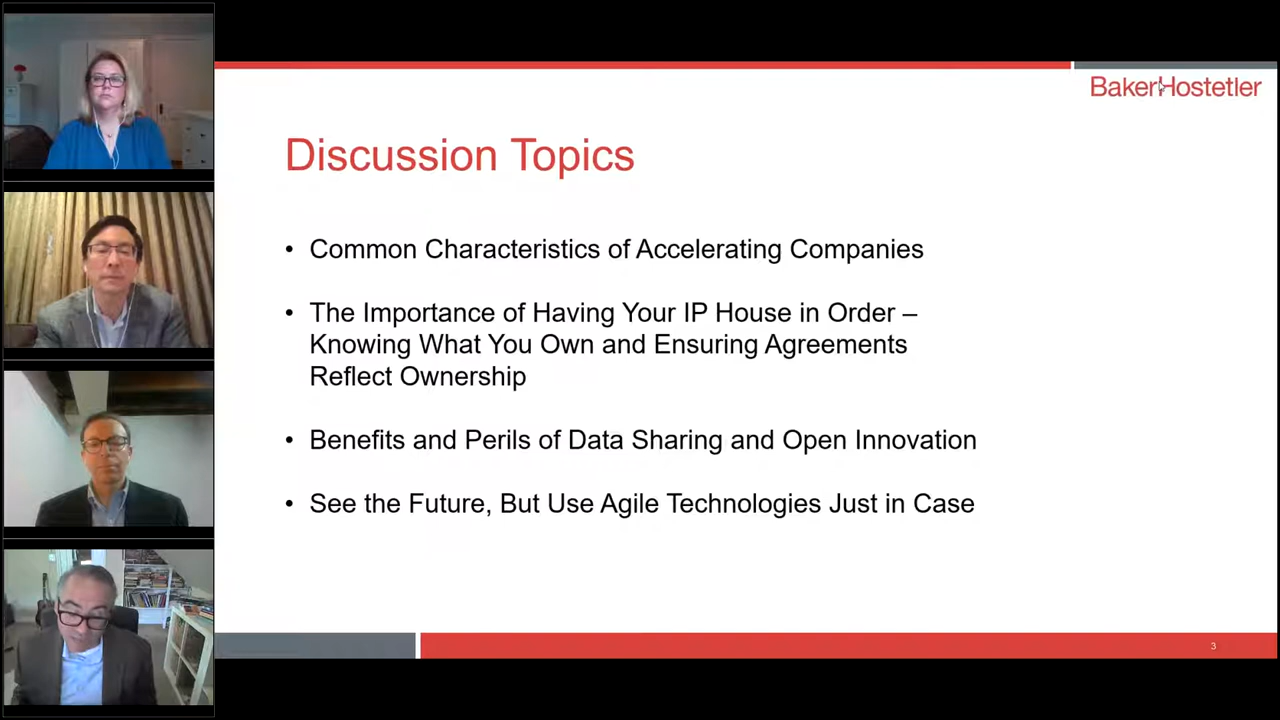 BakerHostetler
Discussion Topics
• Common Characteristics of Accelerating Companies
• The Importance of Having Your IP House in Order –
Knowing What You Own and Ensuring Agreements
Reflect Ownership
• Benefits and Perils of Data Sharing and Open Innovation
• See the Future, But Use Agile Technologies Just in Case
3